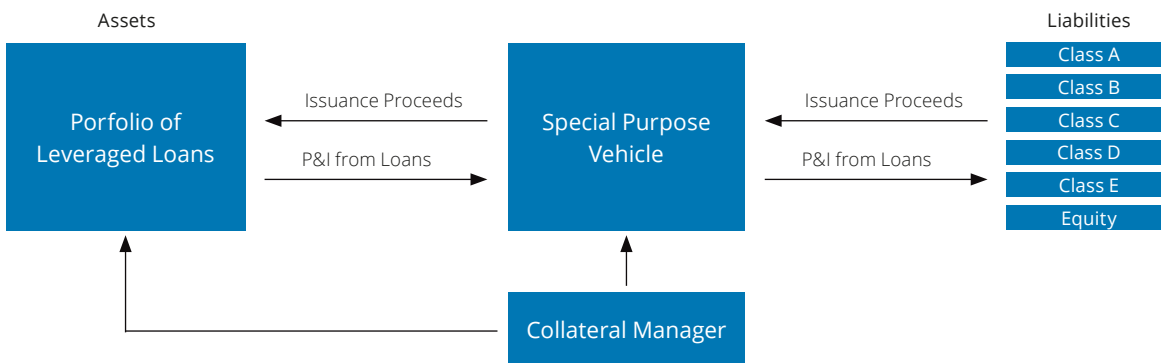 Assets
Liabilities
Porfolio of
Leveraged Loans
Issuance Proceeds
P&I from Loans
Special Purpose
Vehicle
Issuance Proceeds
P&I from Loans
Class A
Class B
Class C
Class D
Class E
Equity
Collateral Manager